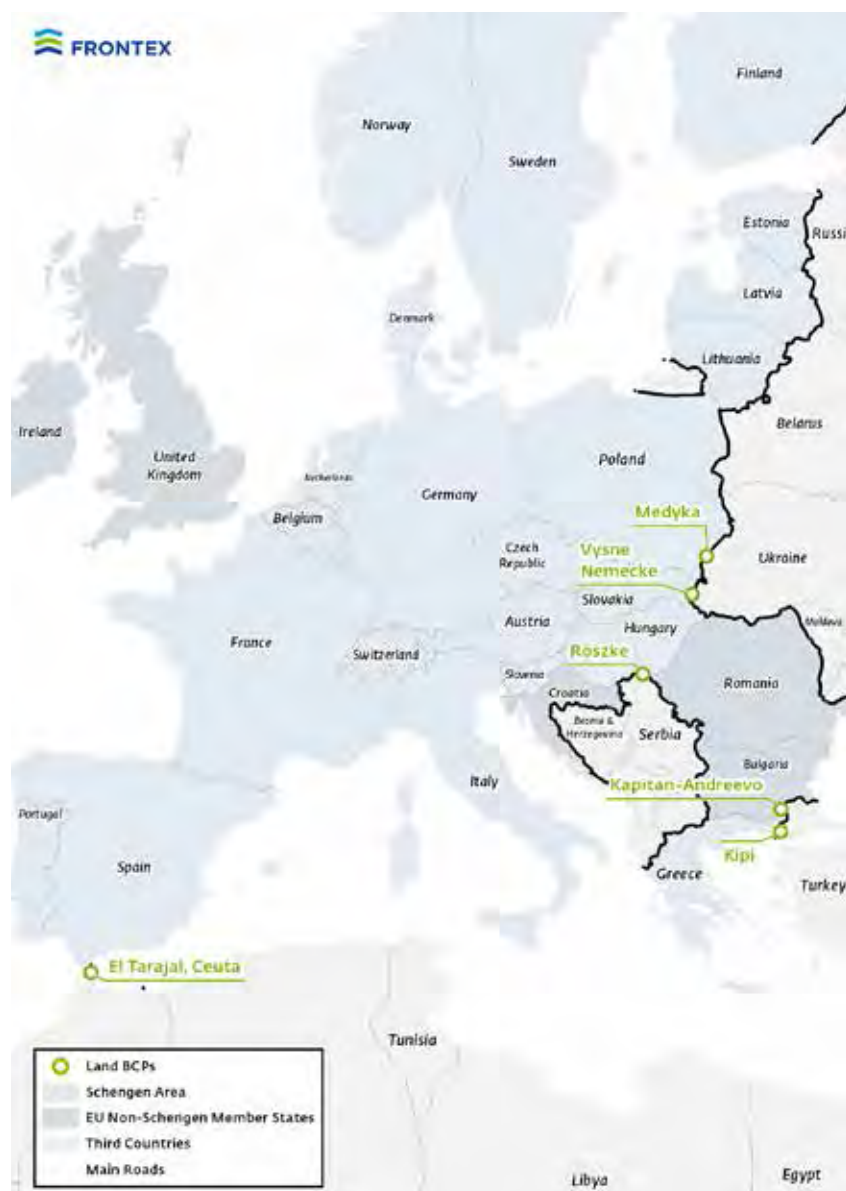 FRONTEX
Finland
Norway
Sweden
Estonia
Russi
Latvia
Denmark
Lithuania
Ireland
United
Kingdom
Belarus
Netherlands
Poland
Germany
Belgium
Medyka
Czech
Republic
Vysne
Nemecke
Ukraine
Slovakia
Austria
Moldova
Hungary
France
Switzerland
Roszke
Slovenia
Romania
Croatia
Bosnia &
Herzegovina
Serbia
Bulgaria
Italy
Kapitan-Andreevo
Portugal
Kipi
Spain
Greece
Turkey
El Tarajal, Ceuta
Tunisia
Land BCPs
Schengen Area
EU Non-Schengen Member States
Third Countries
Main Roads
Libya
Egypt